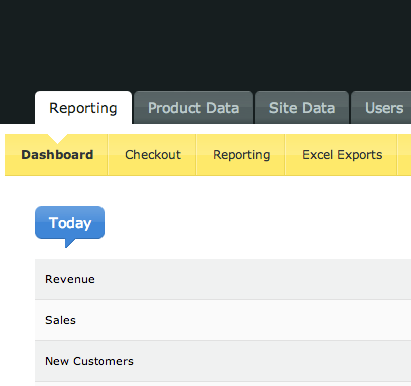 Reporting Product Data Site Data Users
Dashboard Checkout Reporting Excel Exports
Today
Revenue
Sales
New Customers